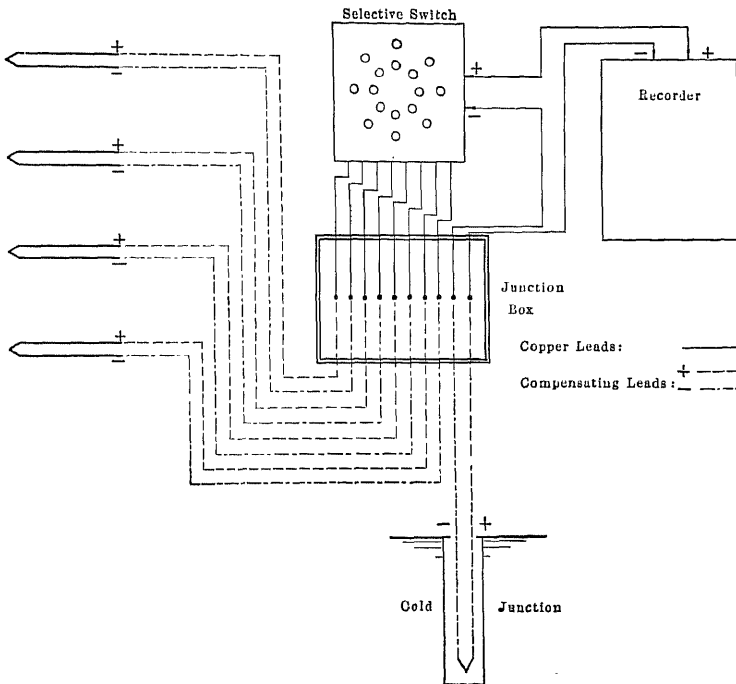 Selective Switch
+
−
+
−
+
−
+
−
+
−
− +
Recorder
Junction
Box
Copper Leads:
+
Compensating Leads: −
− +
Cold Junction